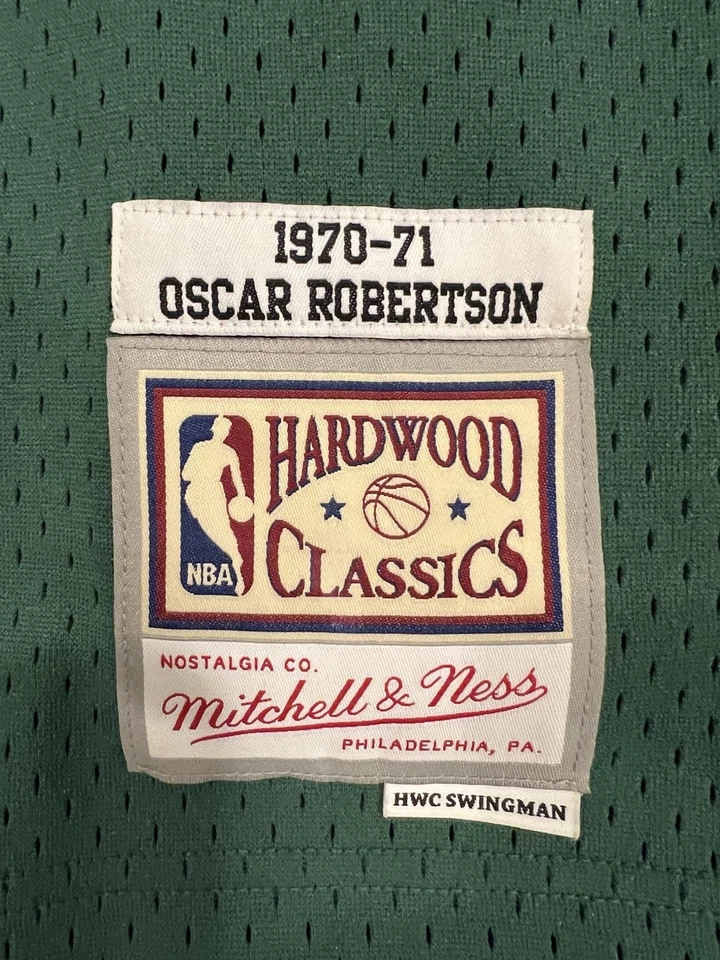 1970-71
OSCAR ROBERTSON
HARDWOOD
CLASSICS
NBA
NOSTALGIA CO.
Mitchell & Ness
PHILADELPHIA, PA.
HWC SWINGMAN